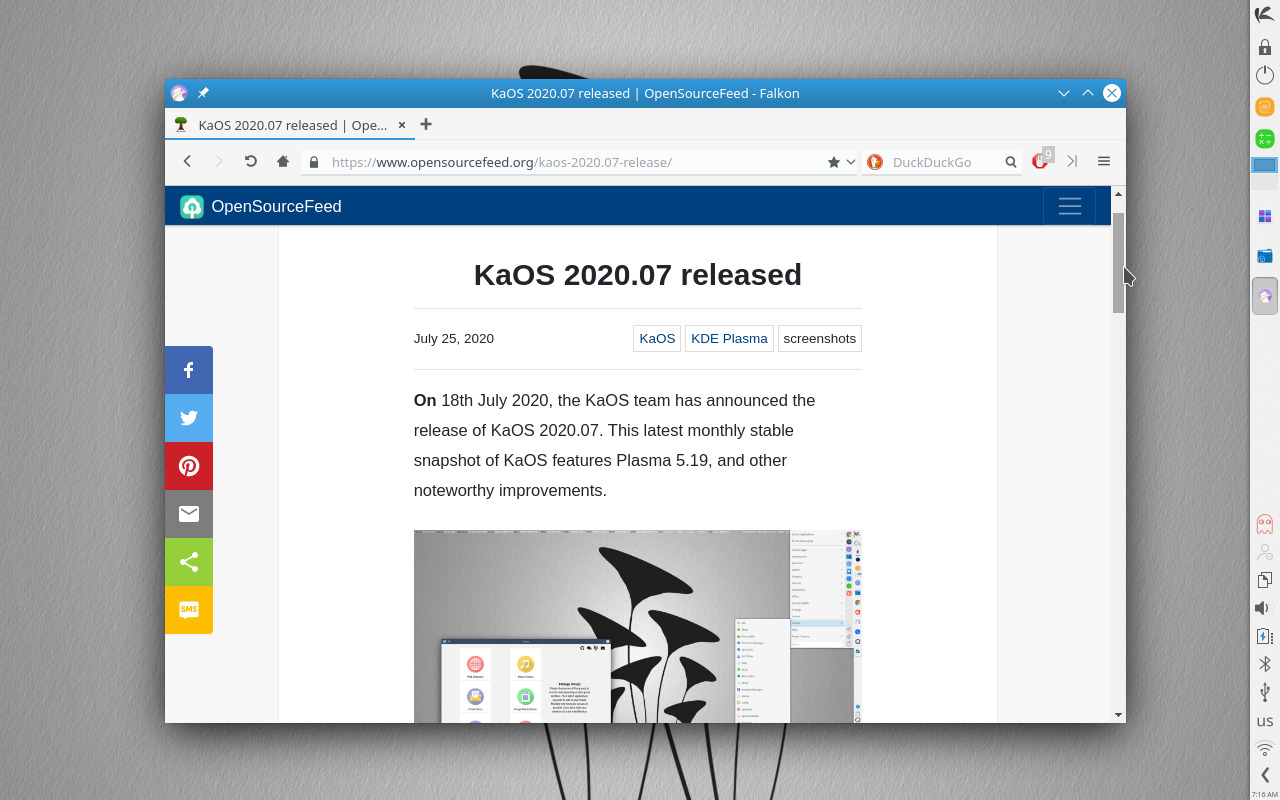 KaOS 2020.07 released | OpenSourceFeed - Falkon
KaOS 2020.07 released | Ope...
https://www.opensourcefeed.org/kaos-2020.07-release/
DuckDuckGo
9
OpenSourceFeed
KaOS 2020.07 released
July 25, 2020
KaOS
KDE Plasma
screenshots
On 18th July 2020, the KaOS team has announced the
release of KaOS 2020.07. This latest monthly stable
snapshot of KaOS features Plasma 5.19, and other
noteworthy improvements.
SMS
us
7:16 AM